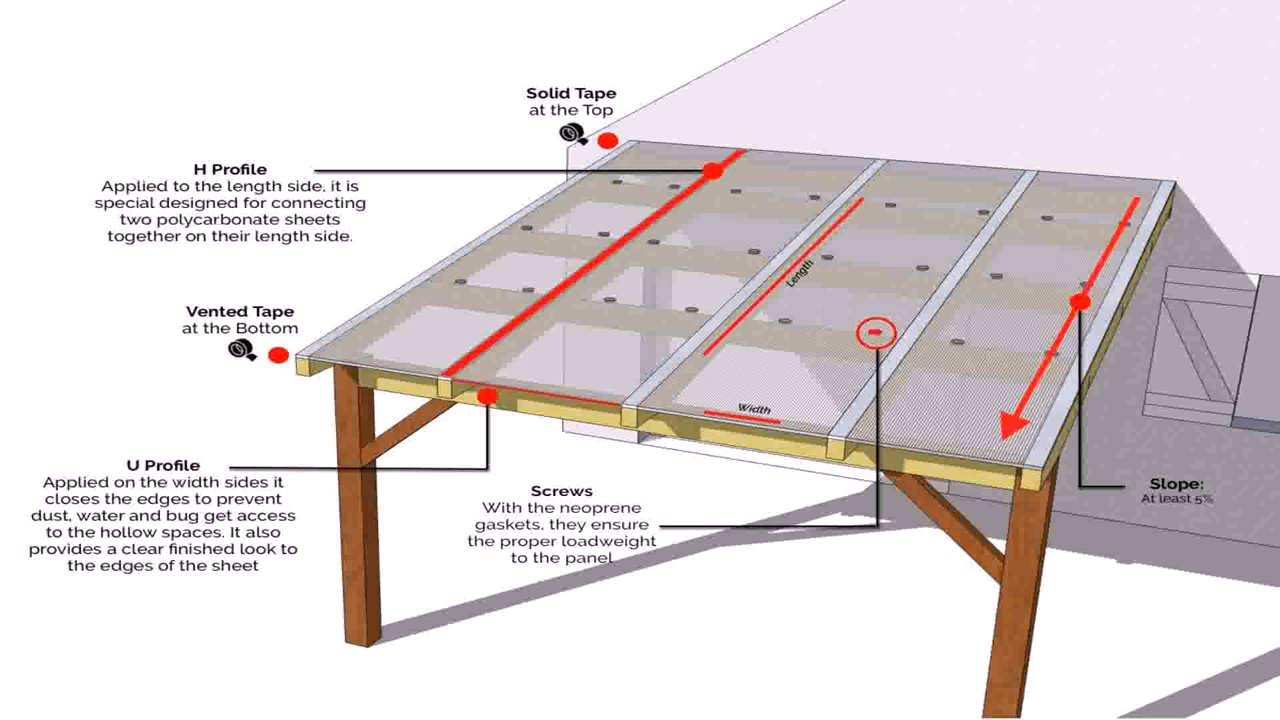 Solid Tape
at the Top
H Profile
Applied to the length side, it is
special designed for connecting
two polycarbonate sheets
together on their length side.
Length
Vented Tape
at the Bottom
Width
U Profile
Applied on the width sides it
closes the edges to prevent
dust, water and bug get access
to the hollow spaces. It also
provides a clear finished look to
the edges of the sheet
Screws
With the neoprene
gaskets, they ensure
the proper loadweight
to the panel.
Slope:
At least 5%